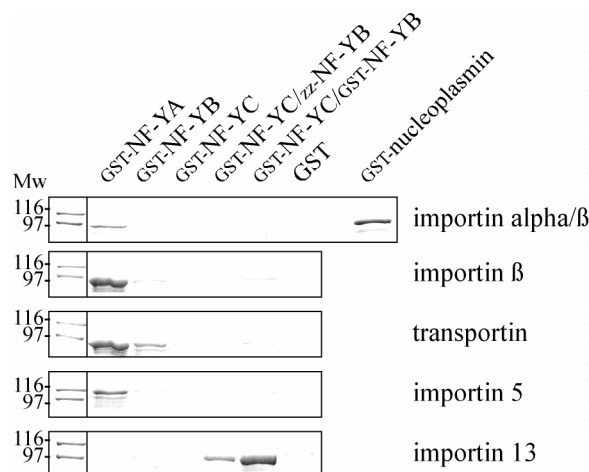 GST-NF-YA
GST-NF-YB
GST-NF-YC
GST-NF-YC/zz-NF-YB
GST-NF-YC/GST-NF-YB
GST
GST-nucleoplasmin
Mw
116
97
importin alpha/ß
116
97
importin ß
116
97
transportin
116
97
importin 5
116
97
importin 13